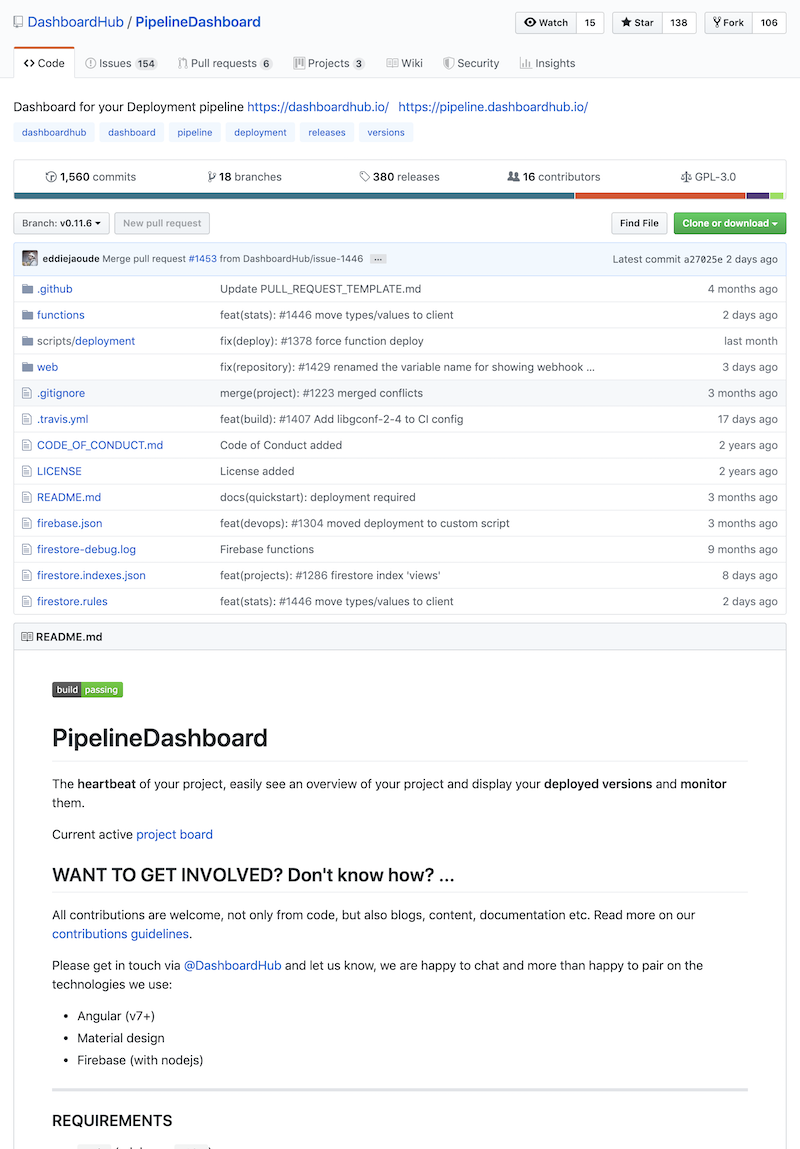 DashboardHub / PipelineDashboard
Watch 15 Star 138 Fork 106
Code Issues 154 Pull requests 6 Projects 3 Wiki Security Insights
Dashboard for your Deployment pipeline https://dashboardhub.io/ https://pipeline.dashboardhub.io/
dashboardhub dashboard pipeline deployment releases versions
1,560 commits 18 branches 380 releases 16 contributors GPL-3.0
Branch: v0.11.6 New pull request Find File Clone or download
eddiejaoude Merge pull request #1453 from DashboardHub/issue-1446 ... Latest commit a27025e 2 days ago
.github Update PULL_REQUEST_TEMPLATE.md 4 months ago
functions feat(stats): #1446 move types/values to client 2 days ago
scripts/deployment fix(deploy): #1378 force function deploy last month
web fix(repository): #1429 renamed the variable name for showing webhook ... 3 days ago
.gitignore merge(project): #1223 merged conflicts 3 months ago
.travis.yml feat(build): #1407 Add libgconf-2-4 to CI config 17 days ago
CODE_OF_CONDUCT.md Code of Conduct added 2 years ago
LICENSE License added 2 years ago
README.md docs(quickstart): deployment required 3 months ago
firebase.json feat(devops): #1304 moved deployment to custom script 3 months ago
firestore-debug.log Firebase functions 9 months ago
firestore.indexes.json feat(projects): #1286 firestore index 'views' 8 days ago
firestore.rules feat(stats): #1446 move types/values to client 2 days ago
README.md
build passing
PipelineDashboard
The heartbeat of your project, easily see an overview of your project and display your deployed versions and monitor
them.
Current active project board
WANT TO GET INVOLVED? Don't know how? ...
All contributions are welcome, not only from code, but also blogs, content, documentation etc. Read more on our
contributions guidelines.
Please get in touch via @DashboardHub and let us know, we are happy to chat and more than happy to pair on the
technologies we use:
• Angular (v7+)
• Material design
• Firebase (with nodejs)
REQUIREMENTS